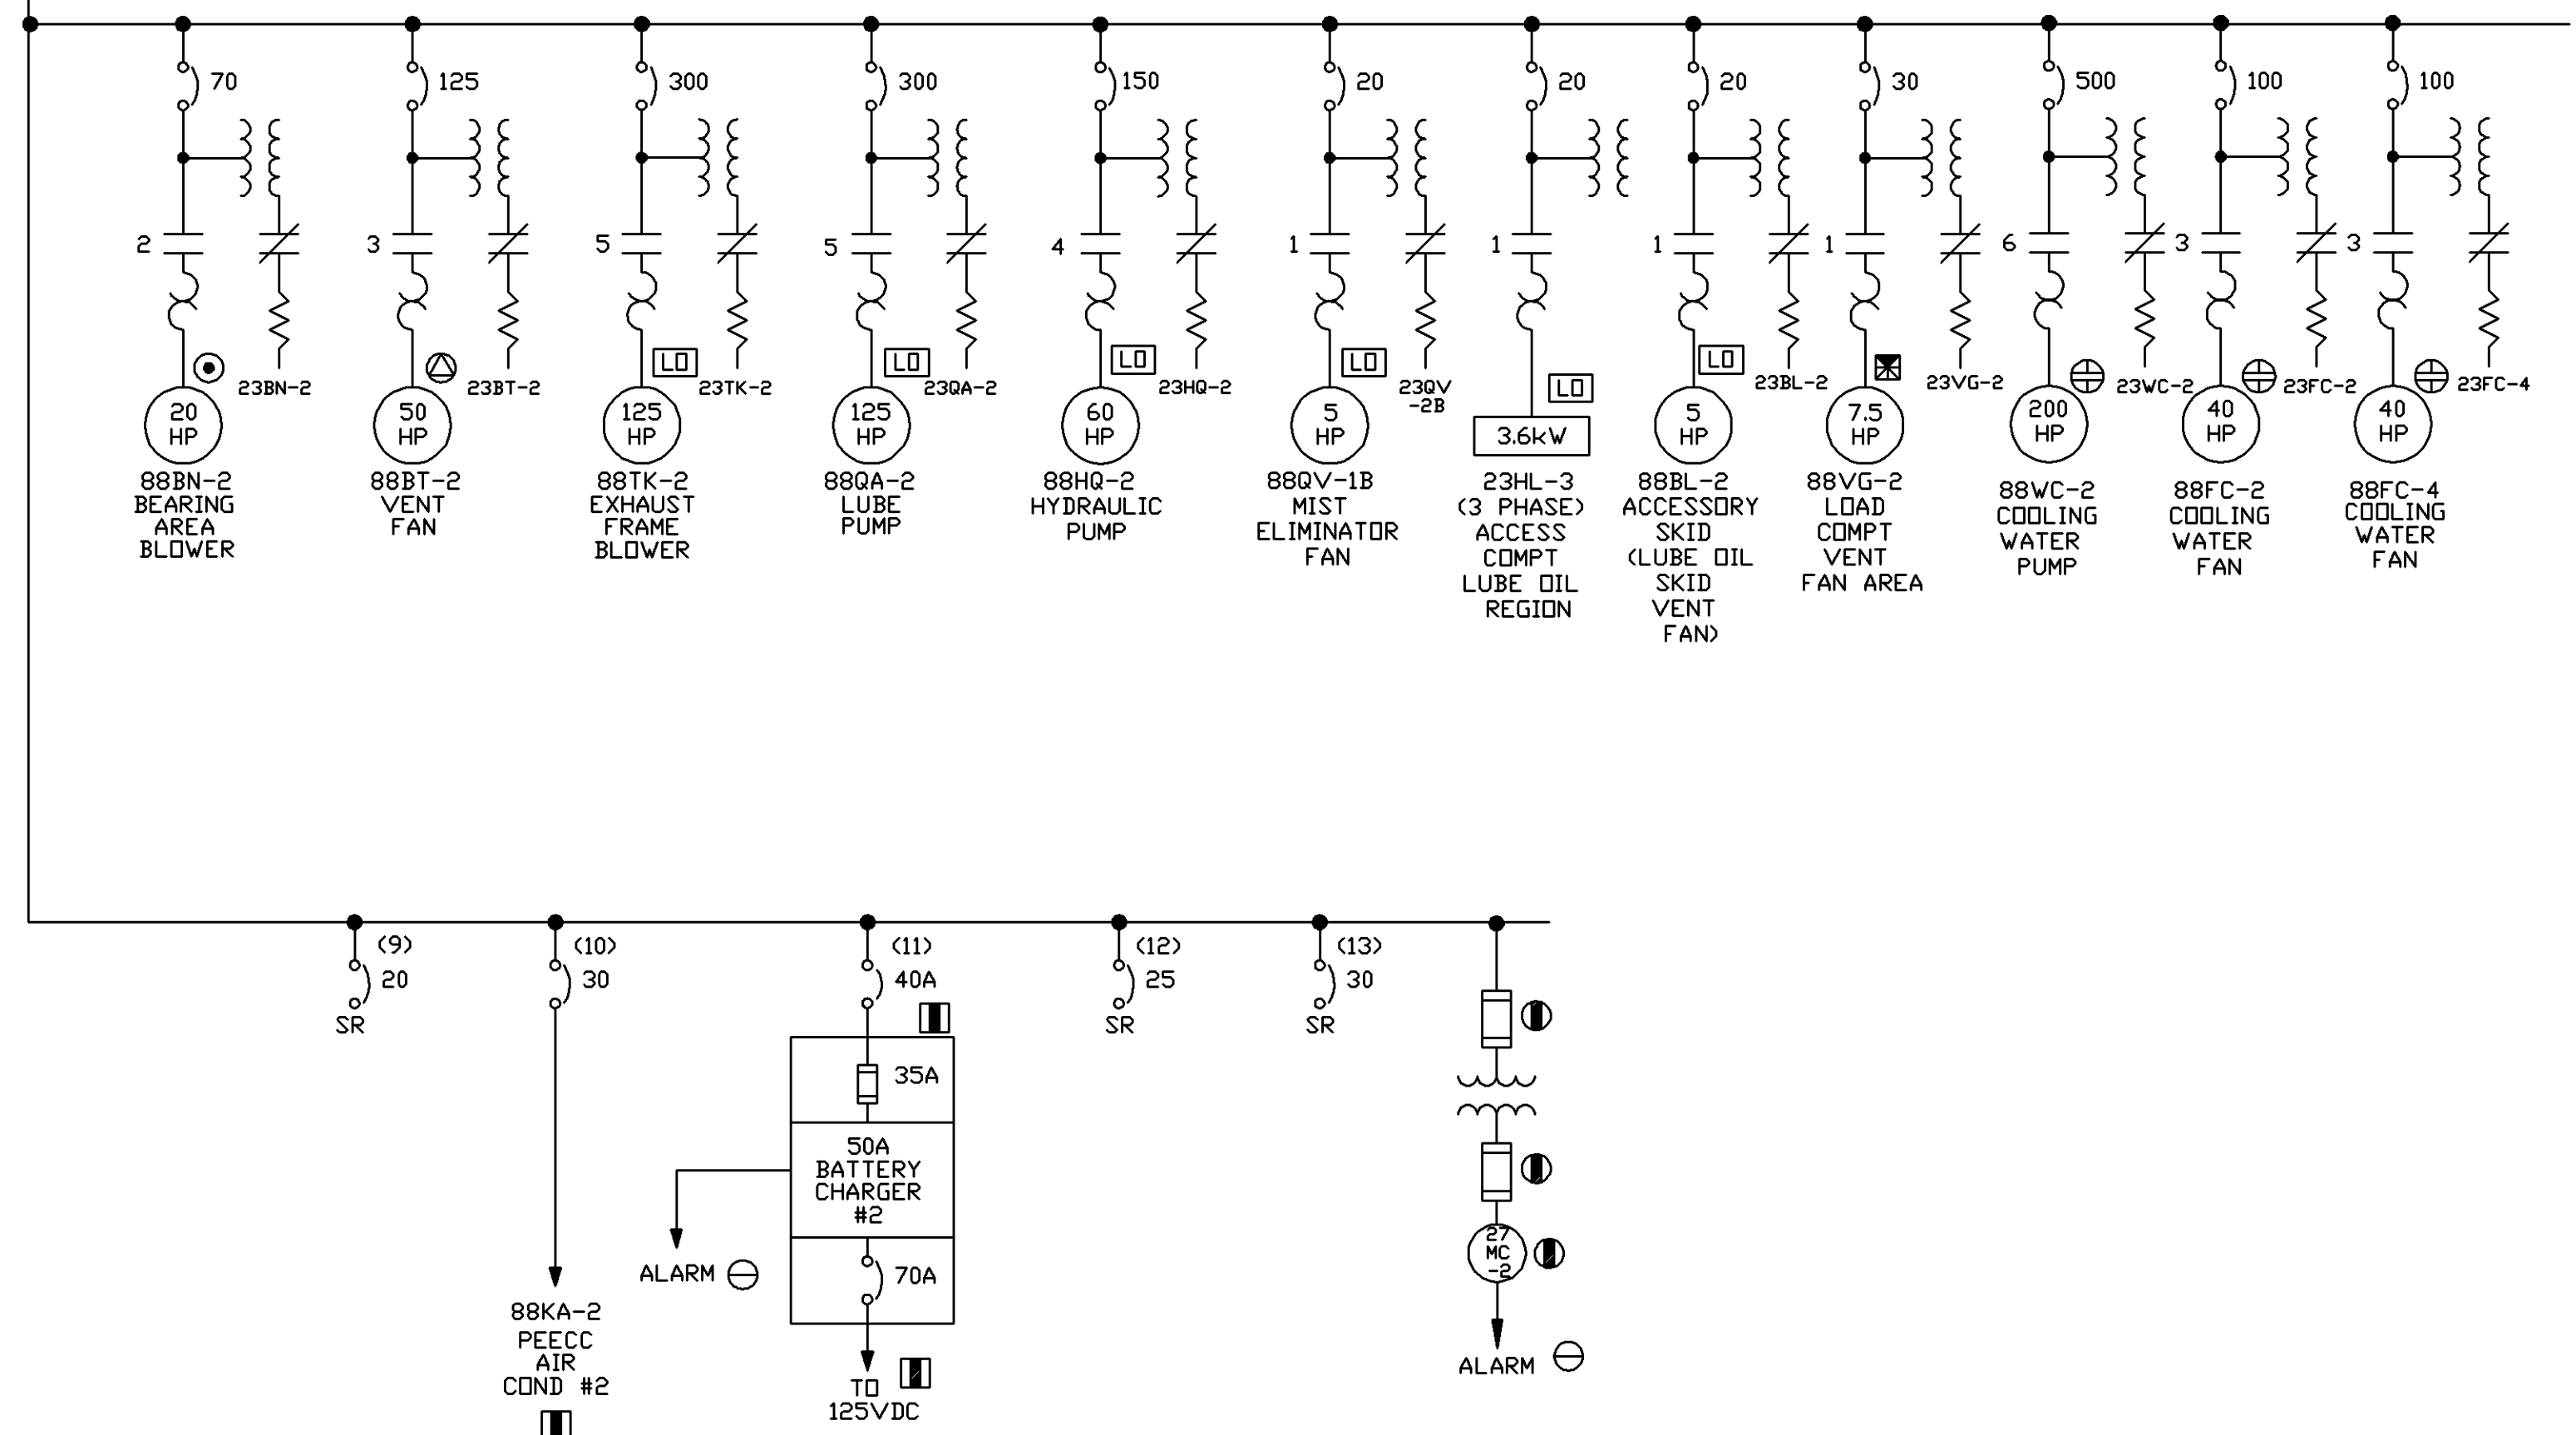 70
125
300
300
150
20
20
20
30
500
100
100
2
3
5
5
4
1
1
1
1
6
3
3
LO
LO
LO
LO
LO
LO
23BN-2
23BT-2
23TK-2
23QA-2
23HQ-2
23QV
-2B
23BL-2
23VG-2
23WC-2
23FC-2
23FC-4
20
HP
50
HP
125
HP
125
HP
60
HP
5
HP
3.6kW
5
HP
7.5
HP
200
HP
40
HP
40
HP
88BN-2
BEARING
AREA
BLOWER
88BT-2
VENT
FAN
88TK-2
EXHAUST
FRAME
BLOWER
88QA-2
LUBE
PUMP
88HQ-2
HYDRAULIC
PUMP
88QV-1B
MIST
ELIMINATOR
FAN
23HL-3
(3 PHASE)
ACCESS
COMPT
LUBE OIL
REGION
88BL-2
ACCESSORY
SKID
(LUBE OIL
SKID
VENT
FAN)
88VG-2
LOAD
COMPT
VENT
FAN AREA
88WC-2
COOLING
WATER
PUMP
88FC-2
COOLING
WATER
FAN
88FC-4
COOLING
WATER
FAN
(9)
20
SR
(10)
30
88KA-2
PEECC
AIR
COND #2
(11)
40A
35A
50A
BATTERY
CHARGER
#2
ALARM
70A
TO
125VDC
(12)
25
SR
(13)
30
SR
27
MC
-2
ALARM